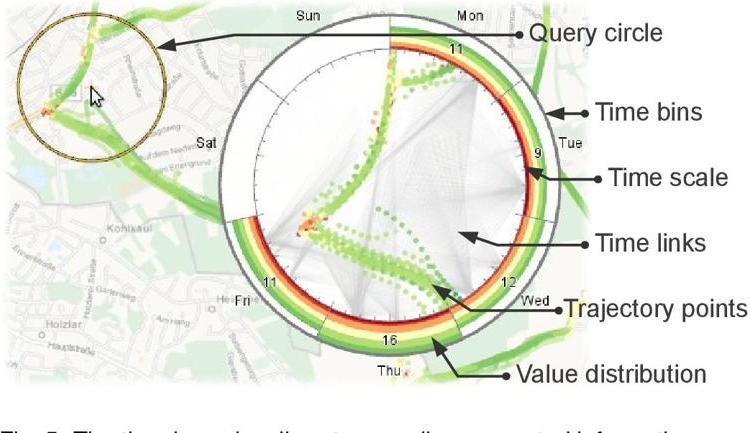 Sun
Mon
Query circle
11
Time bins
Sat
9
Tue
Time scale
Kohlkaul
Time links
11
12
Fri
Wed
Trajectory points
Holzlar
Hauptstraße
16
Thu
Value distribution